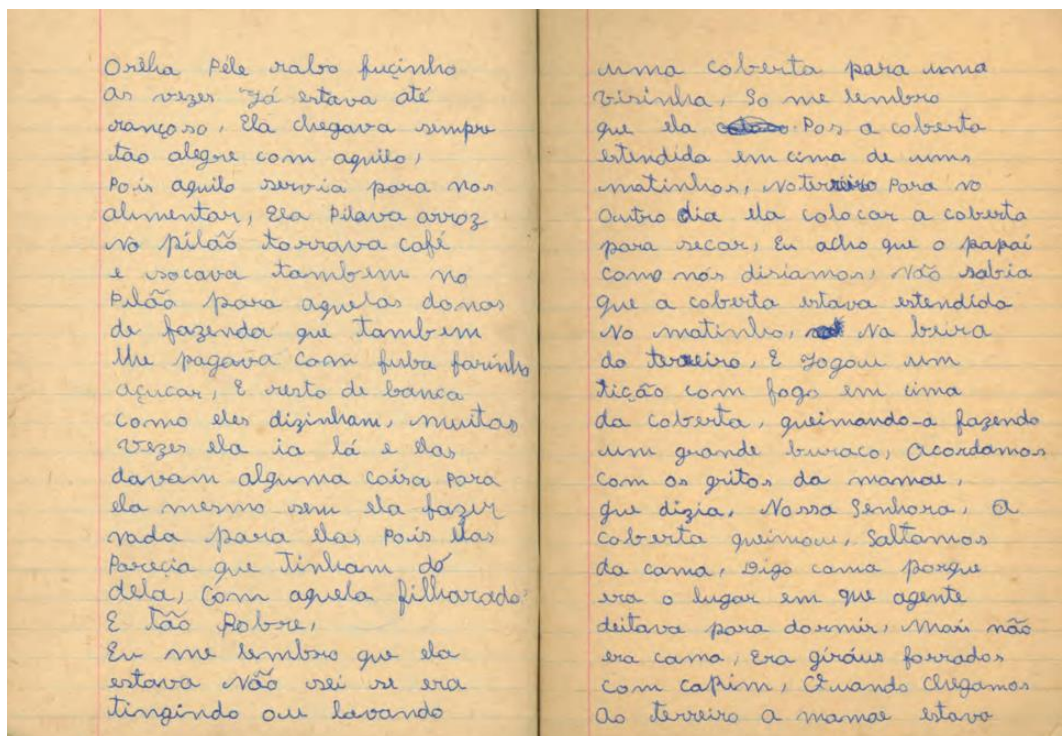 Orêlha Péle rabo fuçinho
as vezes Já estava até
rançoso, Ela chegava sempre
tão alegre com aquilo,
Pois aquilo servia para nos
alimentar, Ela Pilava arroz
no pilão torrava café
e socava tambem no
Pilão para aquelas donas
de fazenda que tambem
lhe pagava com fuba farinha
açucar, E resto de banca
como eles dizinham, muitas
vezes ela ia lá e elas
davam alguma coisa para
ela mesmo sem ela fazer
nada para elas Pois elas
Parecia que Tinham dó
dela, Com aquela filharada
E Tão Pobre,
Eu me lembro que ela
estava Não sei se era
tingindo ou lavando
uma coberta para uma
visinha, So me lembro
que ela Pos a coberta
estendida em cima de uns
matinhos, No terreiro Para no
outro dia ela colocar a coberta
para secar, Eu acho que o papai
como nós disiamos, Não sabia
que a coberta estava estendida
No matinho, Na beira
do terreiro, E Jogou um
tição com fogo em cima
da coberta, queimando-a fazendo
um grande buraco, Acordamos
com os gritos da mamãe,
que dizia, Nossa Senhora, A
coberta queimou, Saltamos
da cama, Digo cama porque
era o lugar em que agente
deitava para dormir, Mais não
era cama, Era giráus forrados
com caPim, Quando chegamos
ao terreiro a mamãe estava